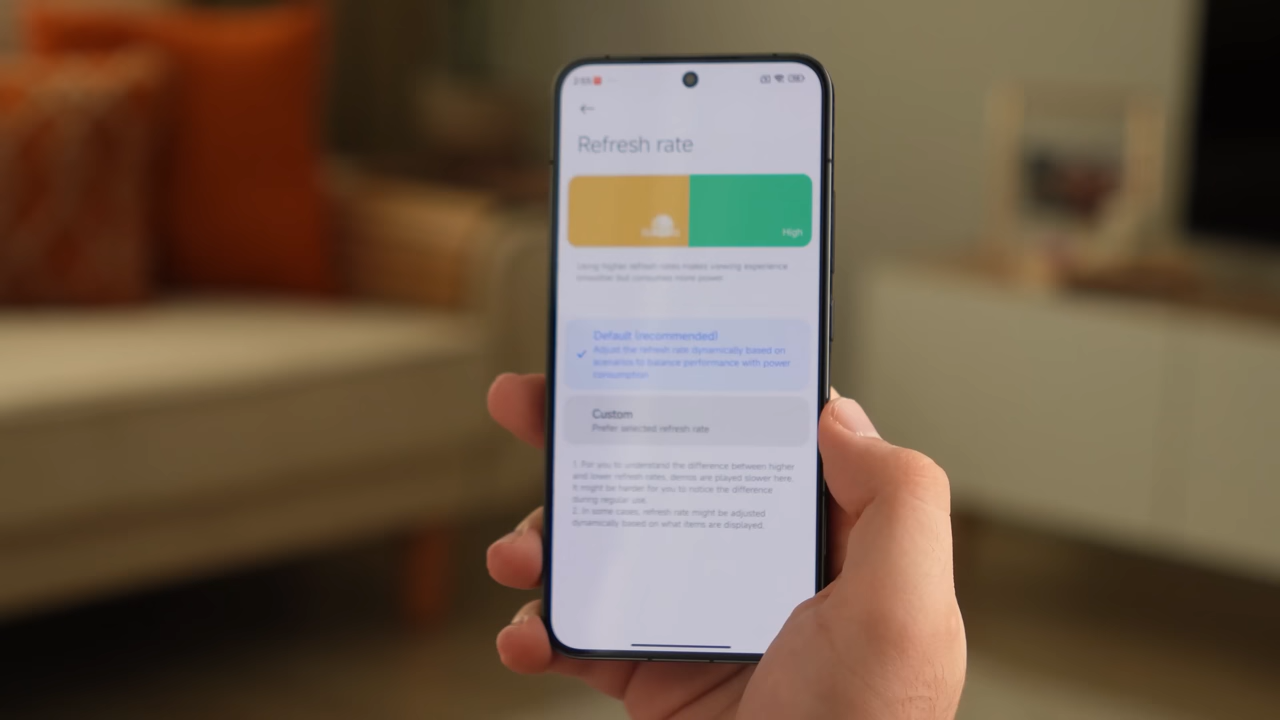 Refresh rate
High
Using higher refresh rates makes viewing experience
smoother but consumes more power.
Default (recommended)
Adjust the refresh rate dynamically based on
scenarios to balance performance with power
consumption
Custom
Prefer selected refresh rate
1. For you to understand the difference between higher
and lower refresh rates, demos are played slower here.
It might be harder for you to notice the difference
during regular use.
2. In some cases, refresh rate might be adjusted
dynamically based on what items are displayed.